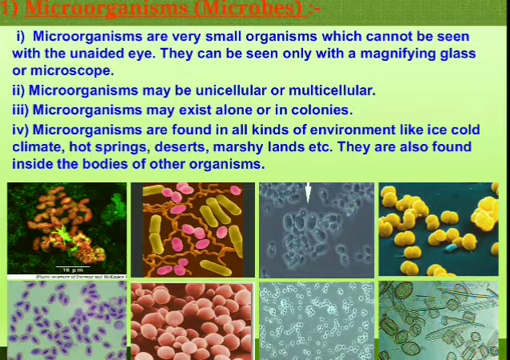 1) Microorganisms (Microbes) :-
i) Microorganisms are very small organisms which cannot be seen
with the unaided eye. They can be seen only with a magnifying glass
or microscope.
ii) Microorganisms may be unicellular or multicellular.
iii) Microorganisms may exist alone or in colonies.
iv) Microorganisms are found in all kinds of environment like ice cold
climate, hot springs, deserts, marshy lands etc. They are also found
inside the bodies of other organisms.
10 µm